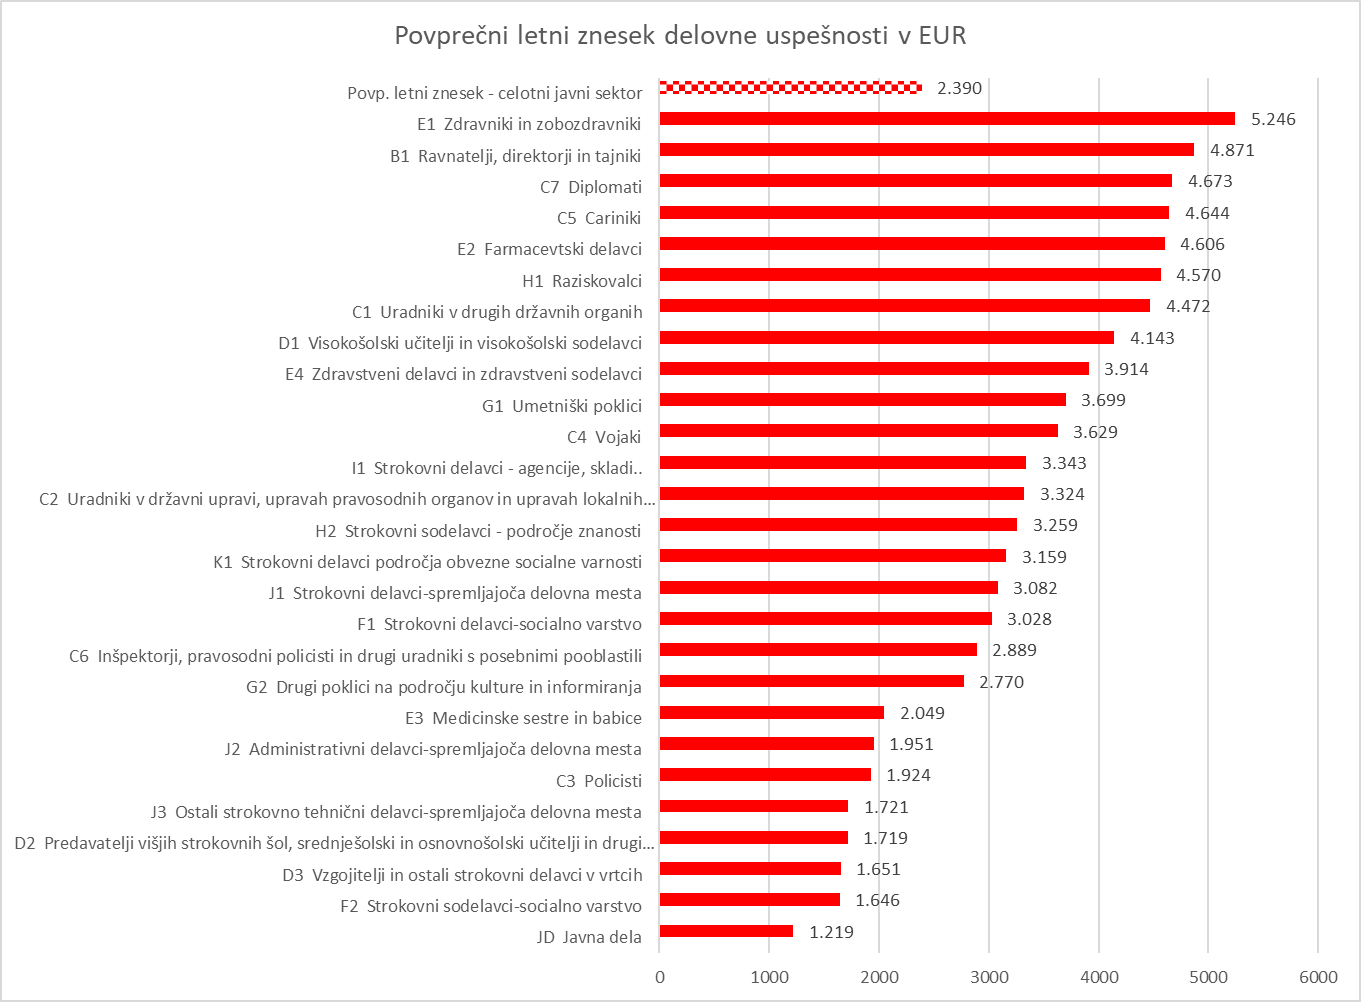 Povprečni letni znesek delovne uspešnosti v EUR
Povp. letni znesek - celotni javni sektor 2.390
E1 Zdravniki in zobozdravniki 5.246
B1 Ravnatelji, direktorji in tajniki 4.871
C7 Diplomati 4.673
C5 Cariniki 4.644
E2 Farmacevtski delavci 4.606
H1 Raziskovalci 4.570
C1 Uradniki v drugih državnih organih 4.472
D1 Visokošolski učitelji in visokošolski sodelavci 4.143
E4 Zdravstveni delavci in zdravstveni sodelavci 3.914
G1 Umetniški poklici 3.699
C4 Vojaki 3.629
I1 Strokovni delavci - agencije, skladi.. 3.343
C2 Uradniki v državni upravi, upravah pravosodnih organov in upravah lokalnih... 3.324
H2 Strokovni sodelavci - področje znanosti 3.259
K1 Strokovni delavci področja obvezne socialne varnosti 3.159
J1 Strokovni delavci-spremljajoča delovna mesta 3.082
F1 Strokovni delavci-socialno varstvo 3.028
C6 Inšpektorji, pravosodni policisti in drugi uradniki s posebnimi pooblastili 2.889
G2 Drugi poklici na področju kulture in informiranja 2.770
E3 Medicinske sestre in babice 2.049
J2 Administrativni delavci-spremljajoča delovna mesta 1.951
C3 Policisti 1.924
J3 Ostali strokovno tehnični delavci-spremljajoča delovna mesta 1.721
D2 Predavatelji višjih strokovnih šol, srednješolski in osnovnošolski učitelji in drugi... 1.719
D3 Vzgojitelji in ostali strokovni delavci v vrtcih 1.651
F2 Strokovni sodelavci-socialno varstvo 1.646
JD Javna dela 1.219
0 1000 2000 3000 4000 5000 6000